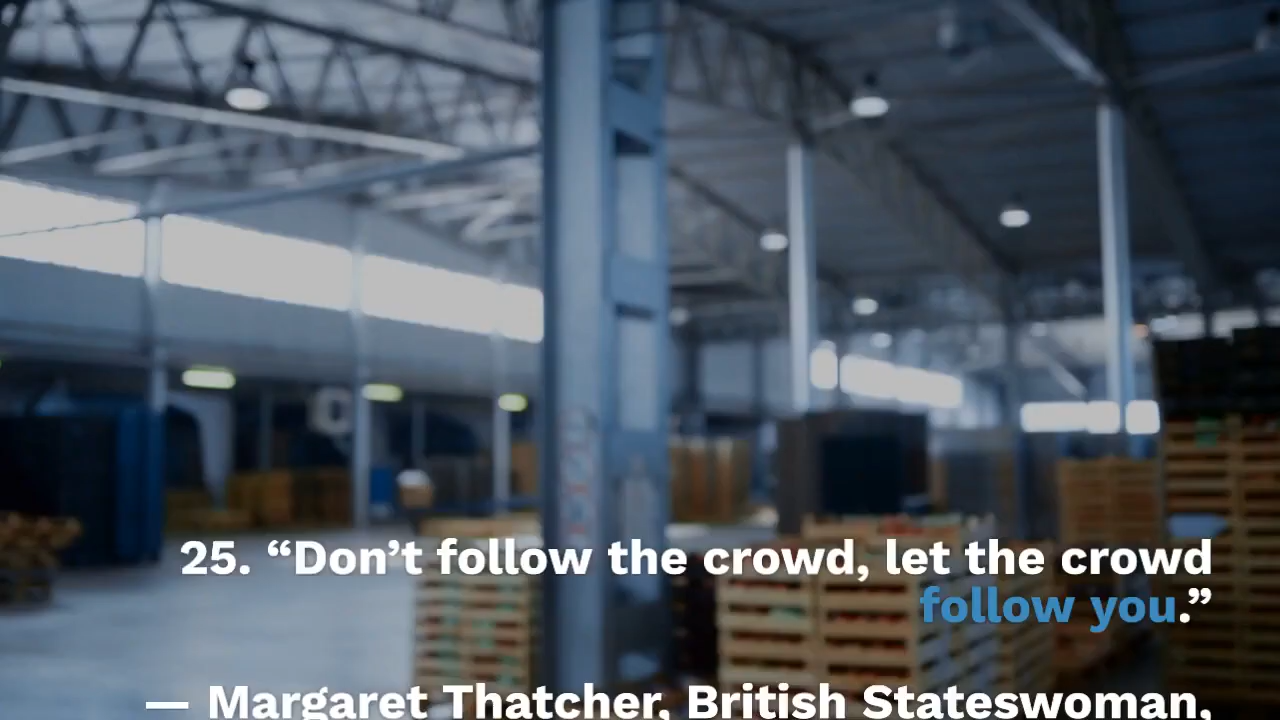 25. “Don’t follow the crowd, let the crowd
follow you.”
— Margaret Thatcher, British Stateswoman,